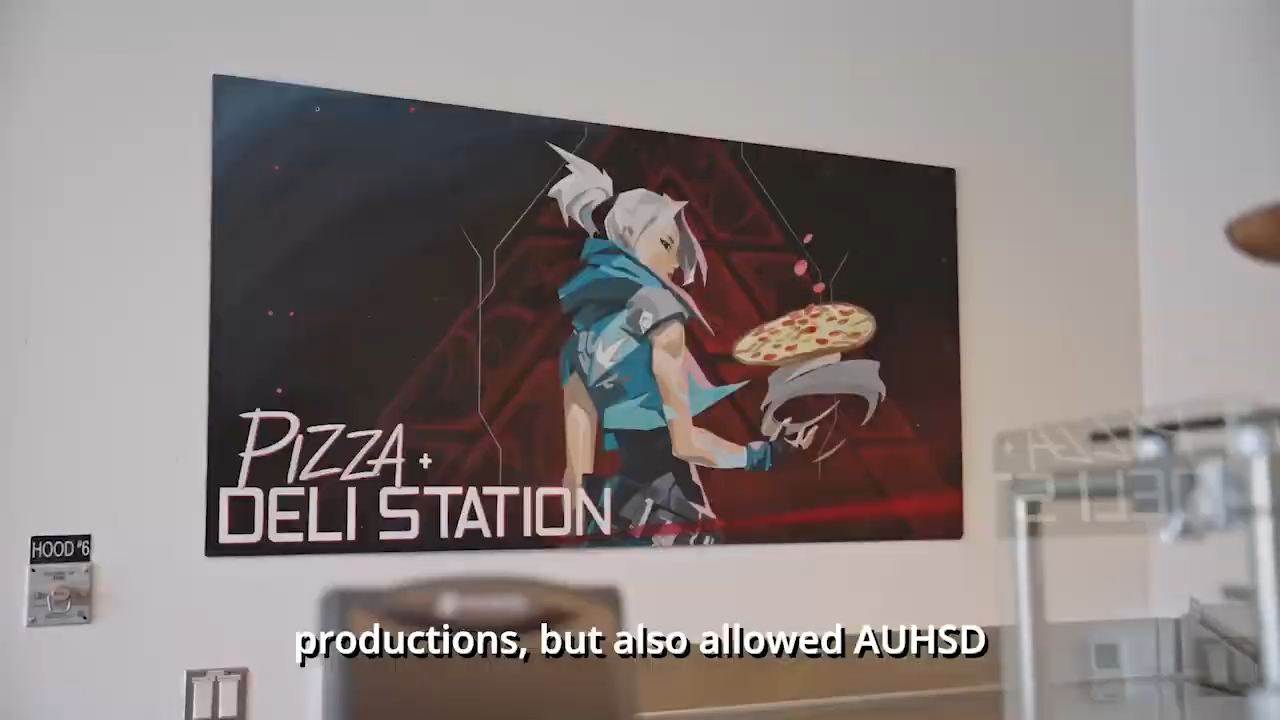 PIZZA +
DELI STATION
HOOD #6
productions, but also allowed AUHSD